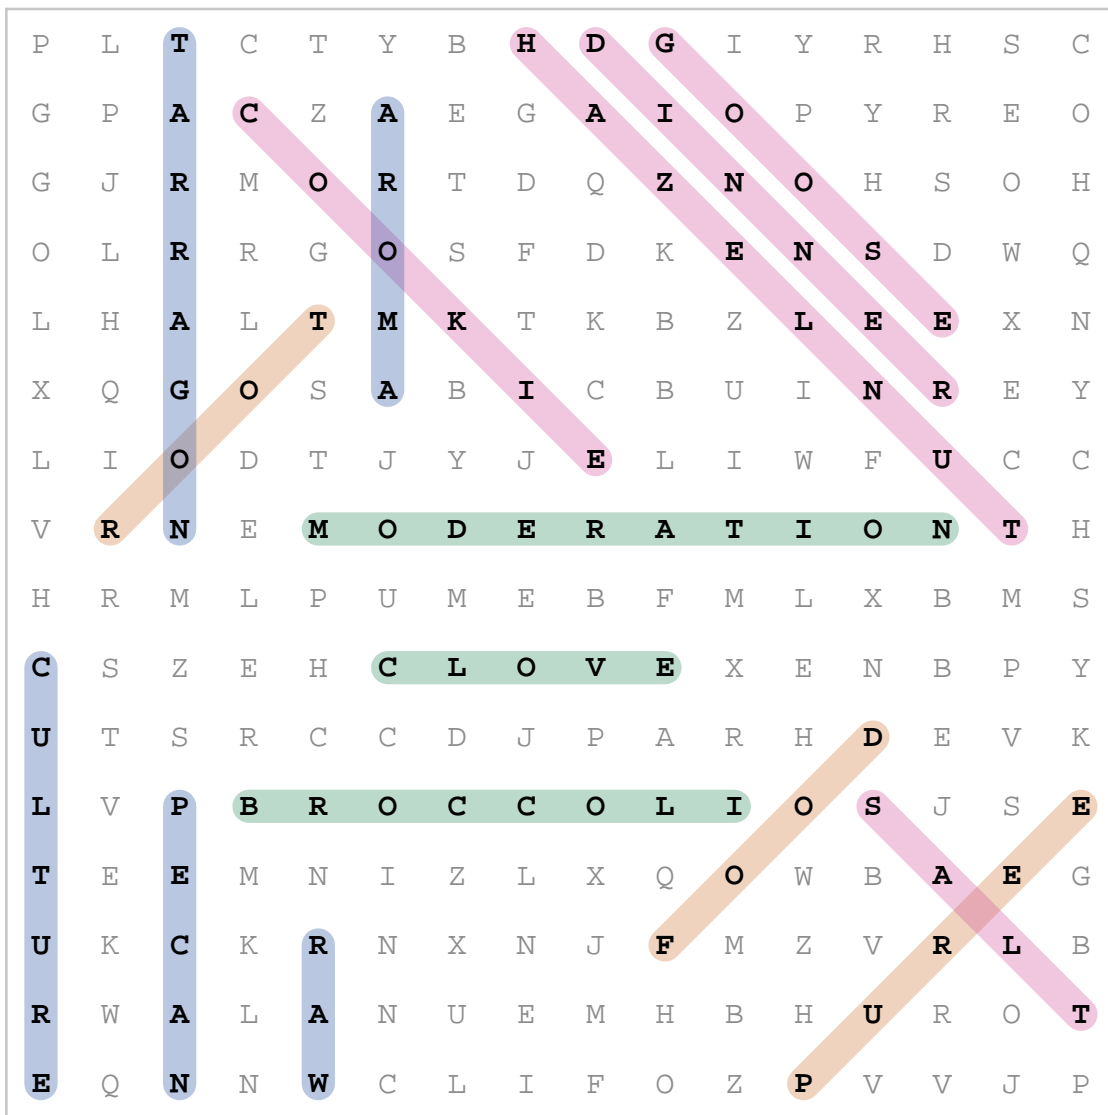 P L T C T Y B H D G I Y R H S C
G P A C Z A E G A I O P Y R E O
G J R M O R T D Q Z N O H S O H
O L R R G O S F D K E N S D W Q
L H A L T M K T K B Z L E E X N
X Q G O S A B I C B U I N R E Y
L I O D T J Y J E L I W F U C C
V R N E M O D E R A T I O N T H
H R M L P U M E B F M L X B M S
C S Z E H C L O V E X E N B P Y
U T S R C C D J P A R H D E V K
L V P B R O C C O L I O S J S E
T E E M N I Z L X Q O W B A E G
U K C K R N X N J F M Z V R L B
R W A L A N U E M H B H U R O T
E Q N N W C L I F O Z P V V J P